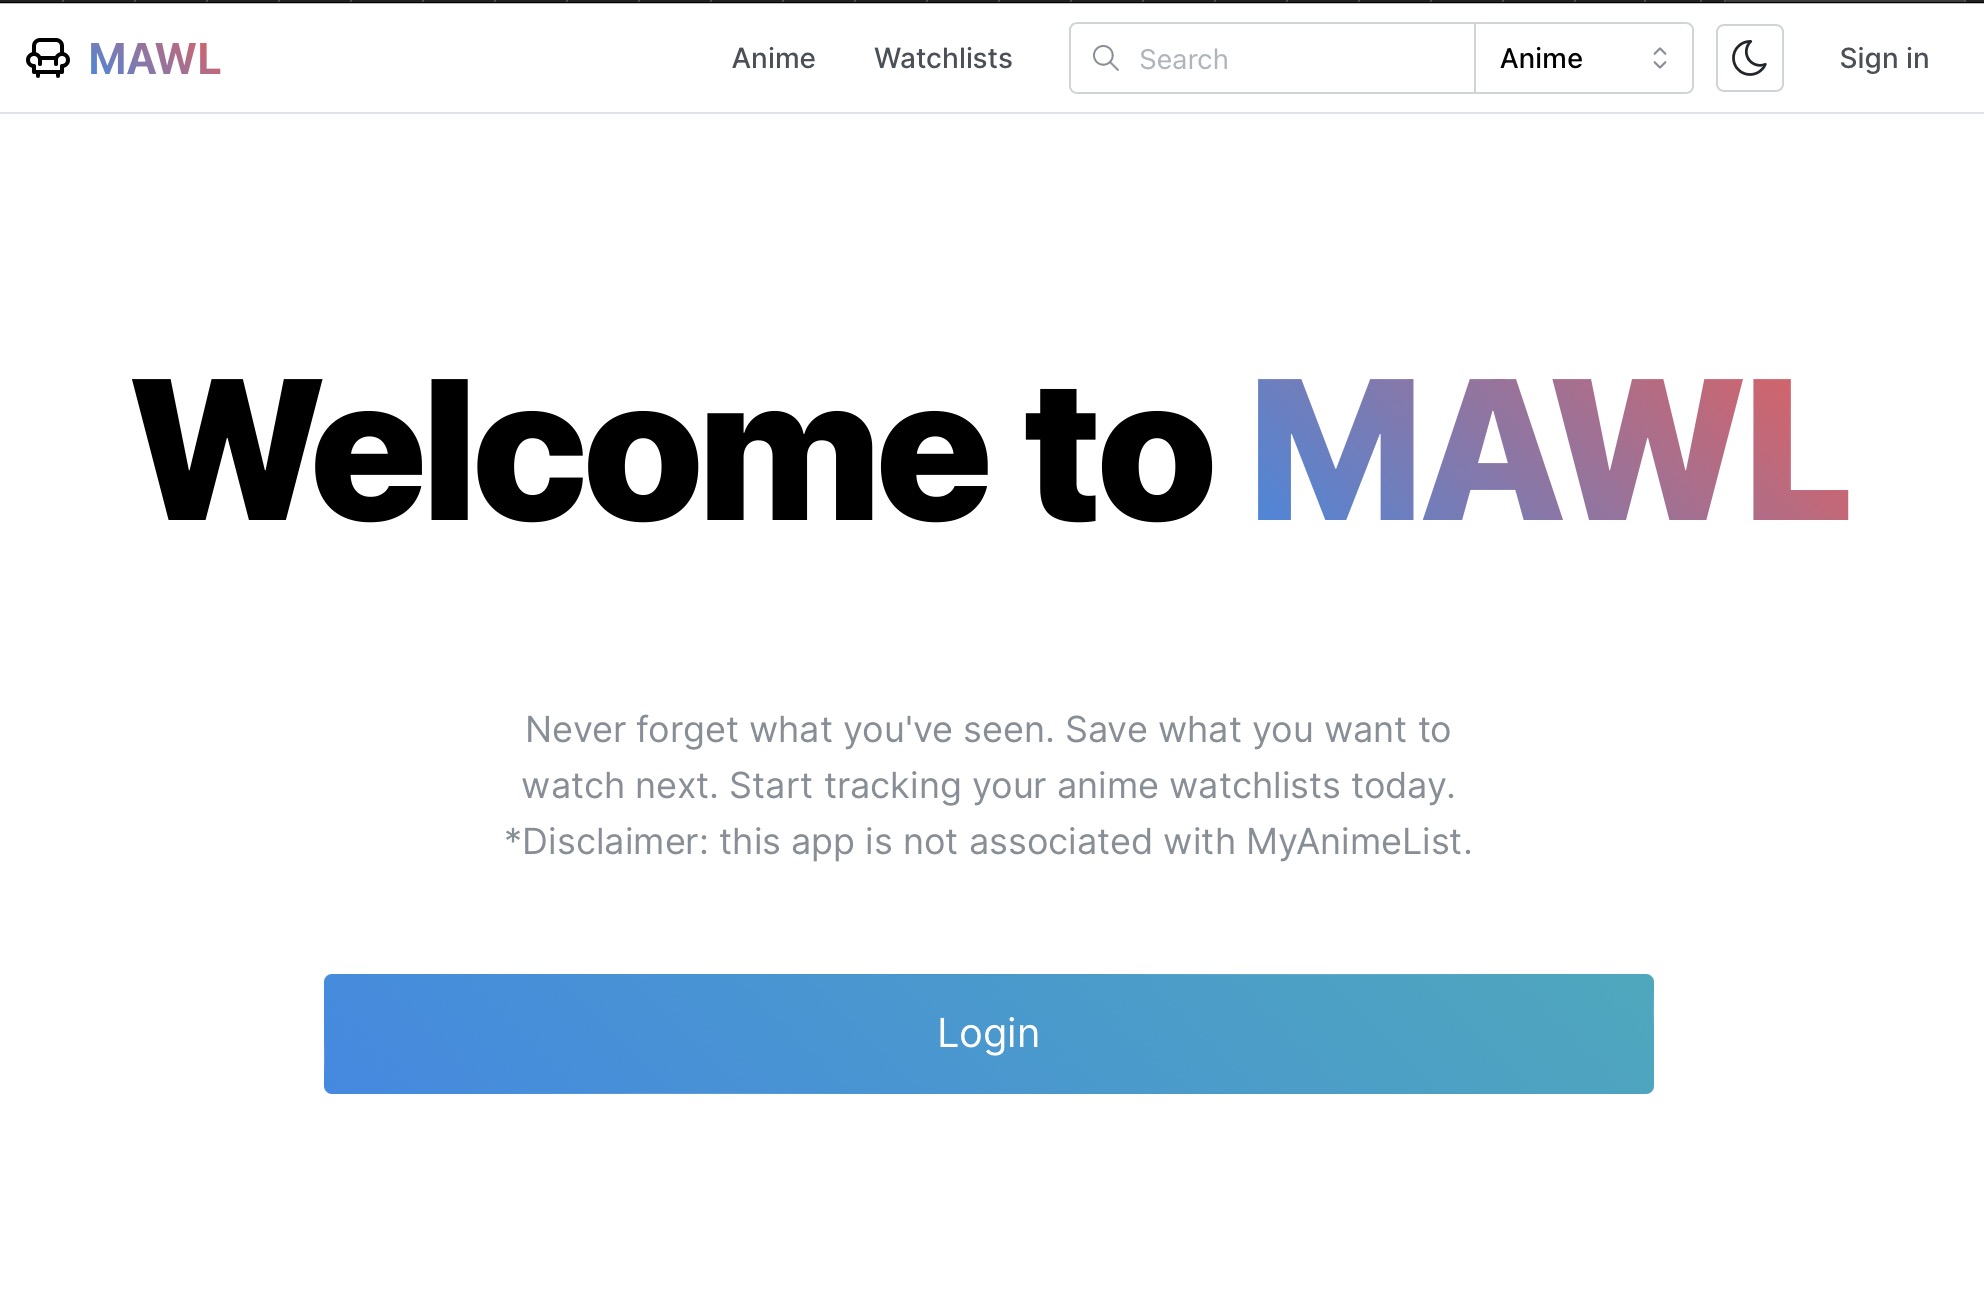 MAWL Anime Watchlists Search Anime Sign in
Welcome to MAWL
Never forget what you've seen. Save what you want to
watch next. Start tracking your anime watchlists today.
*Disclaimer: this app is not associated with MyAnimeList.
Login